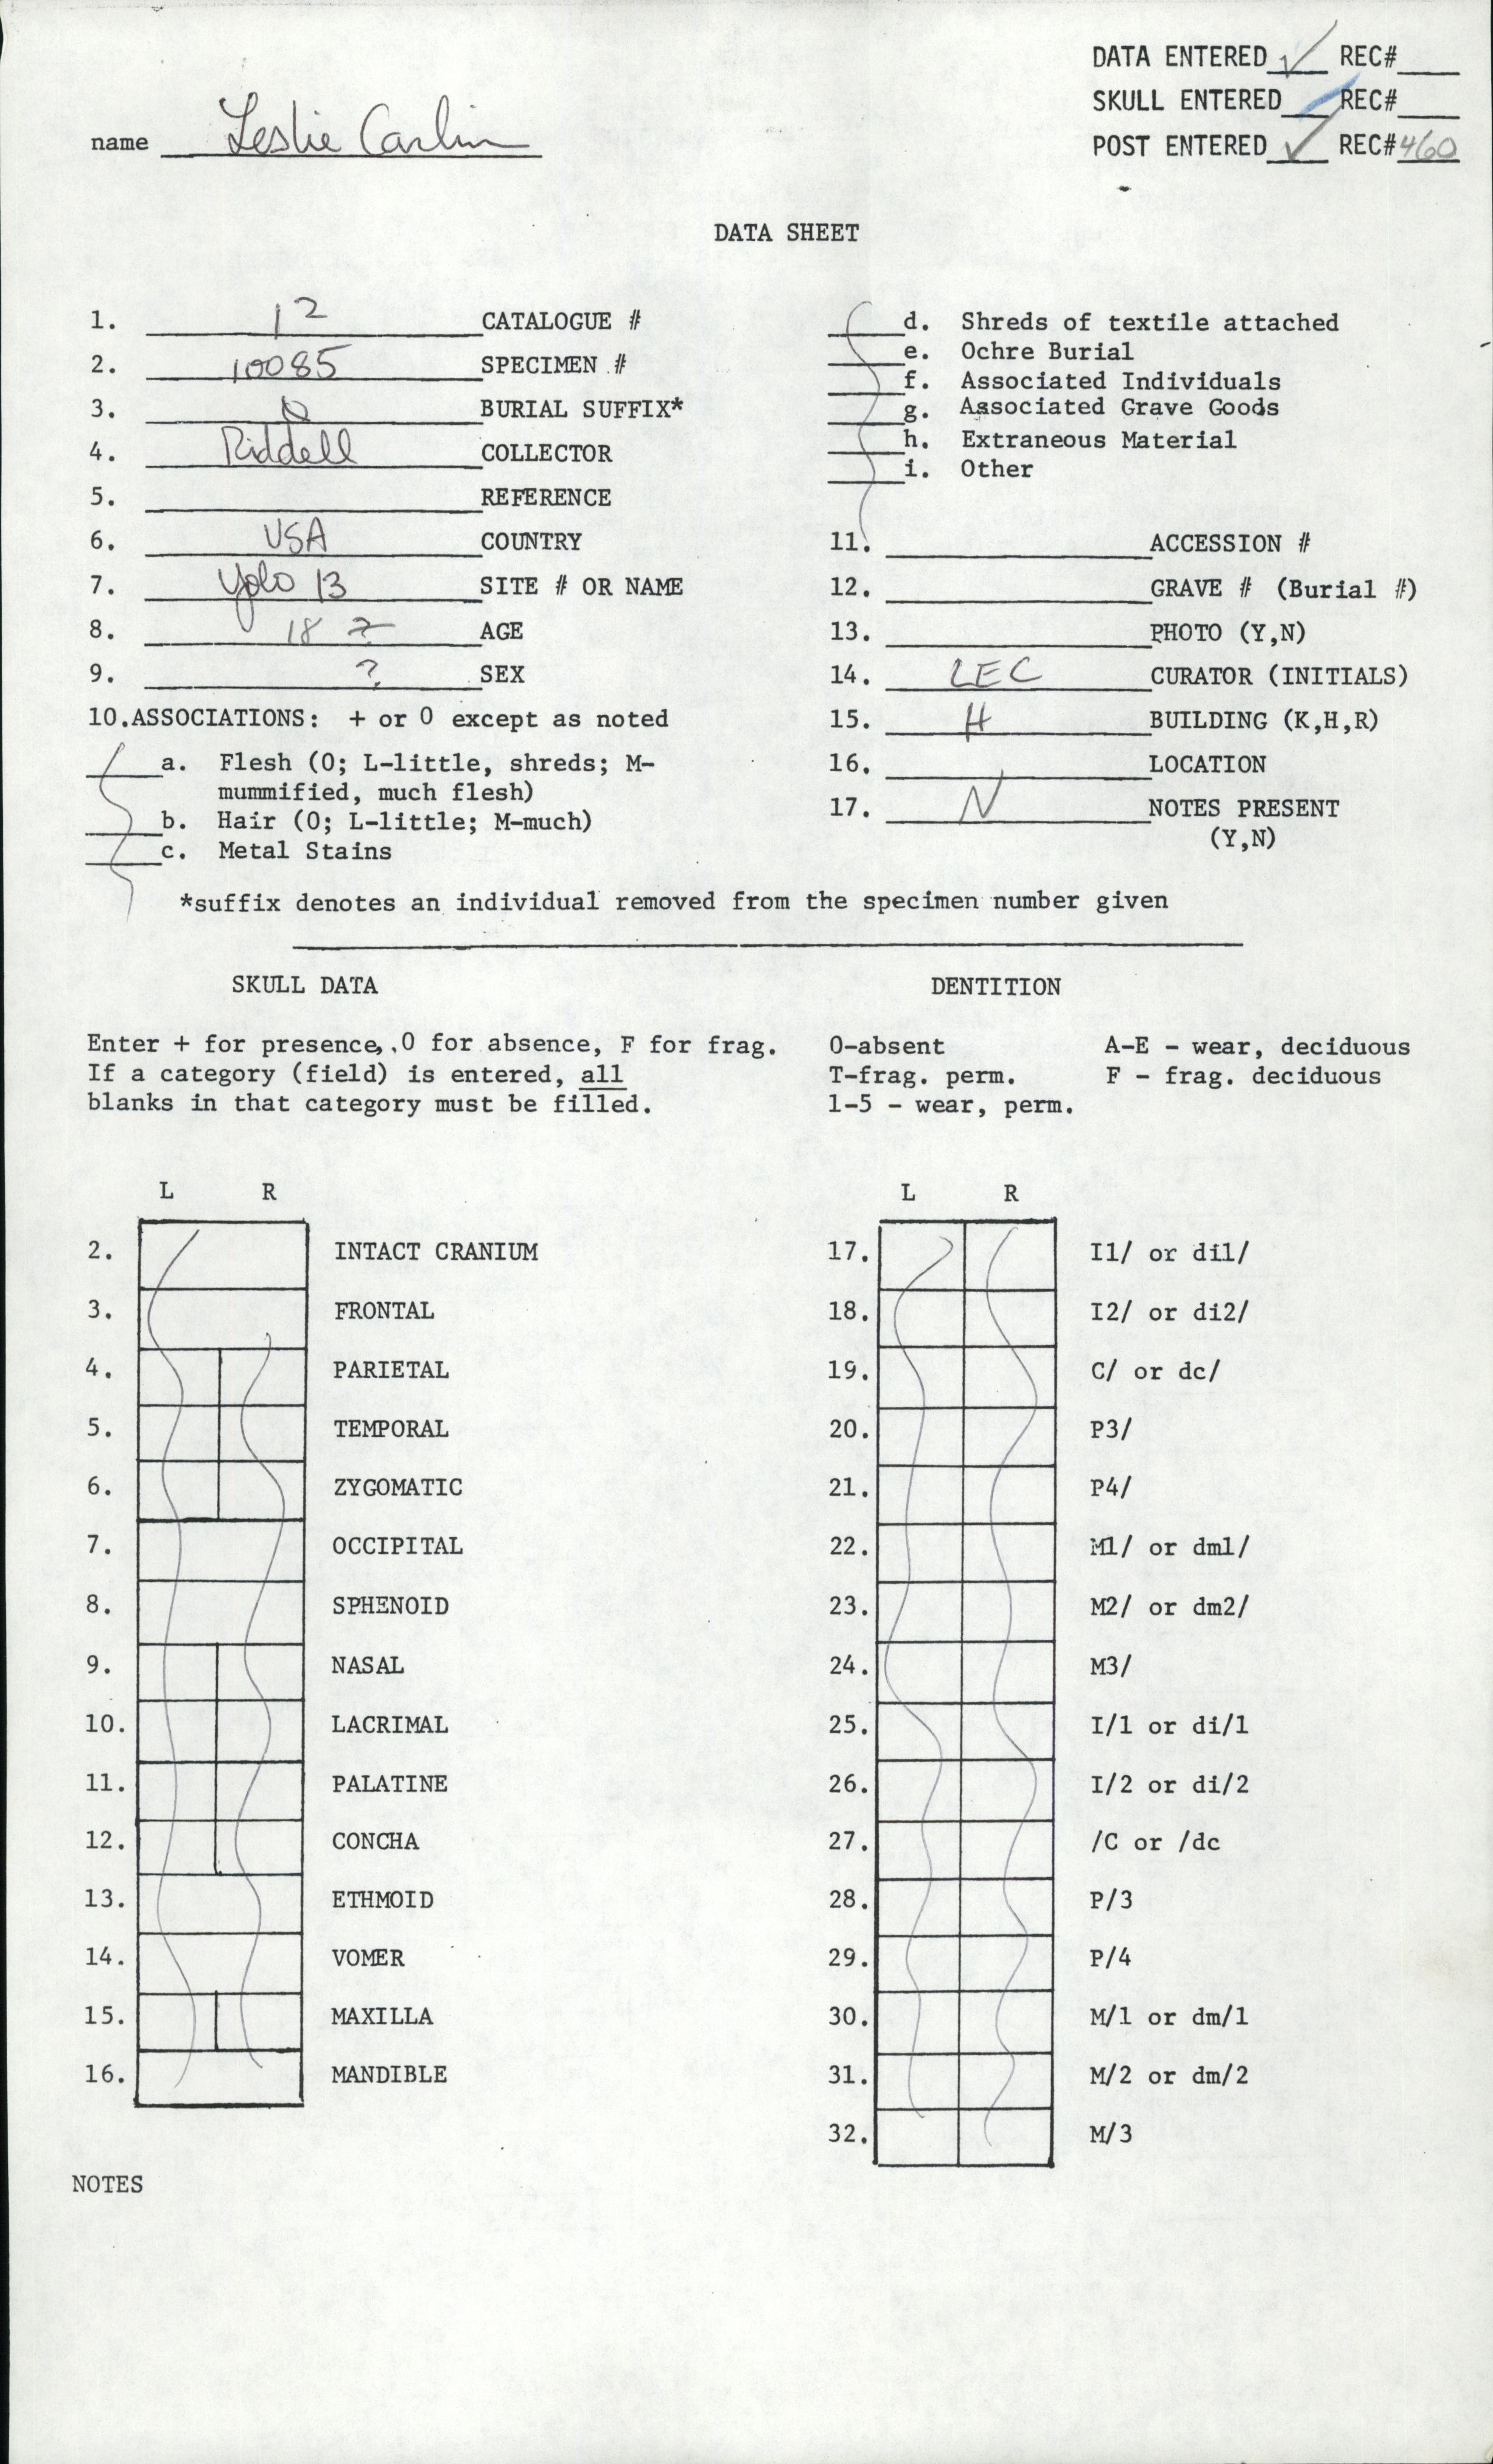 DATA ENTERED ✓ REC#
SKULL ENTERED REC#
POST ENTERED ✓ REC# 460
name Leslie Carlin
DATA SHEET
1. 12 CATALOGUE #
2. 10085 SPECIMEN #
3. 0 BURIAL SUFFIX*
4. Riddell COLLECTOR
5. REFERENCE
6. USA COUNTRY
7. Yolo 13 SITE # OR NAME
8. 18 AGE
9. ? SEX
10.ASSOCIATIONS: + or 0 except as noted
a. Flesh (0; L-little, shreds; M-
mummified, much flesh)
b. Hair (0; L-little; M-much)
c. Metal Stains
d. Shreds of textile attached
e. Ochre Burial
f. Associated Individuals
g. Associated Grave Goods
h. Extraneous Material
i. Other
11. ACCESSION #
12. GRAVE # (Burial #)
13. PHOTO (Y,N)
14. LEC CURATOR (INITIALS)
15. H BUILDING (K,H,R)
16. LOCATION
17. N NOTES PRESENT
(Y,N)
*suffix denotes an individual removed from the specimen number given
SKULL DATA
Enter + for presence, 0 for absence, F for frag.
If a category (field) is entered, all
blanks in that category must be filled.
L R
2. INTACT CRANIUM
3. FRONTAL
4. PARIETAL
5. TEMPORAL
6. ZYGOMATIC
7. OCCIPITAL
8. SPHENOID
9. NASAL
10. LACRIMAL
11. PALATINE
12. CONCHA
13. ETHMOID
14. VOMER
15. MAXILLA
16. MANDIBLE
DENTITION
0-absent A-E - wear, deciduous
T-frag. perm. F - frag. deciduous
1-5 - wear, perm.
L R
17. I1/ or di1/
18. I2/ or di2/
19. C/ or dc/
20. P3/
21. P4/
22. M1/ or dm1/
23. M2/ or dm2/
24. M3/
25. I/1 or di/1
26. I/2 or di/2
27. /C or /dc
28. P/3
29. P/4
30. M/1 or dm/1
31. M/2 or dm/2
32. M/3
NOTES